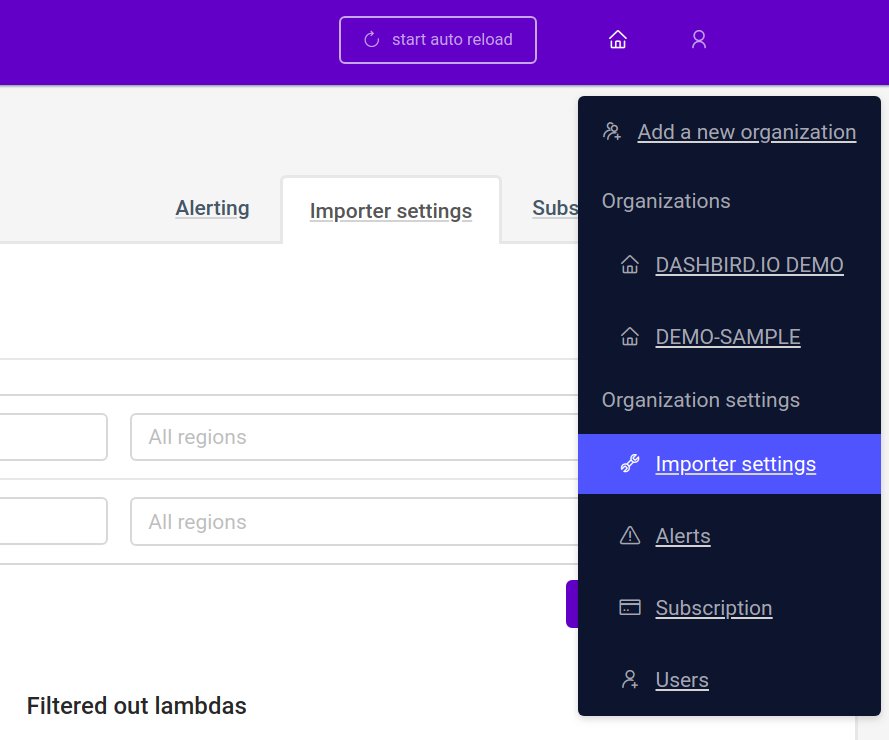 start auto reload
Add a new organization
Organizations
DASHBIRD.IO DEMO
DEMO-SAMPLE
Organization settings
Importer settings
Alerts
Subscription
Users
Alerting
Importer settings
Subs
All regions
All regions
Filtered out lambdas